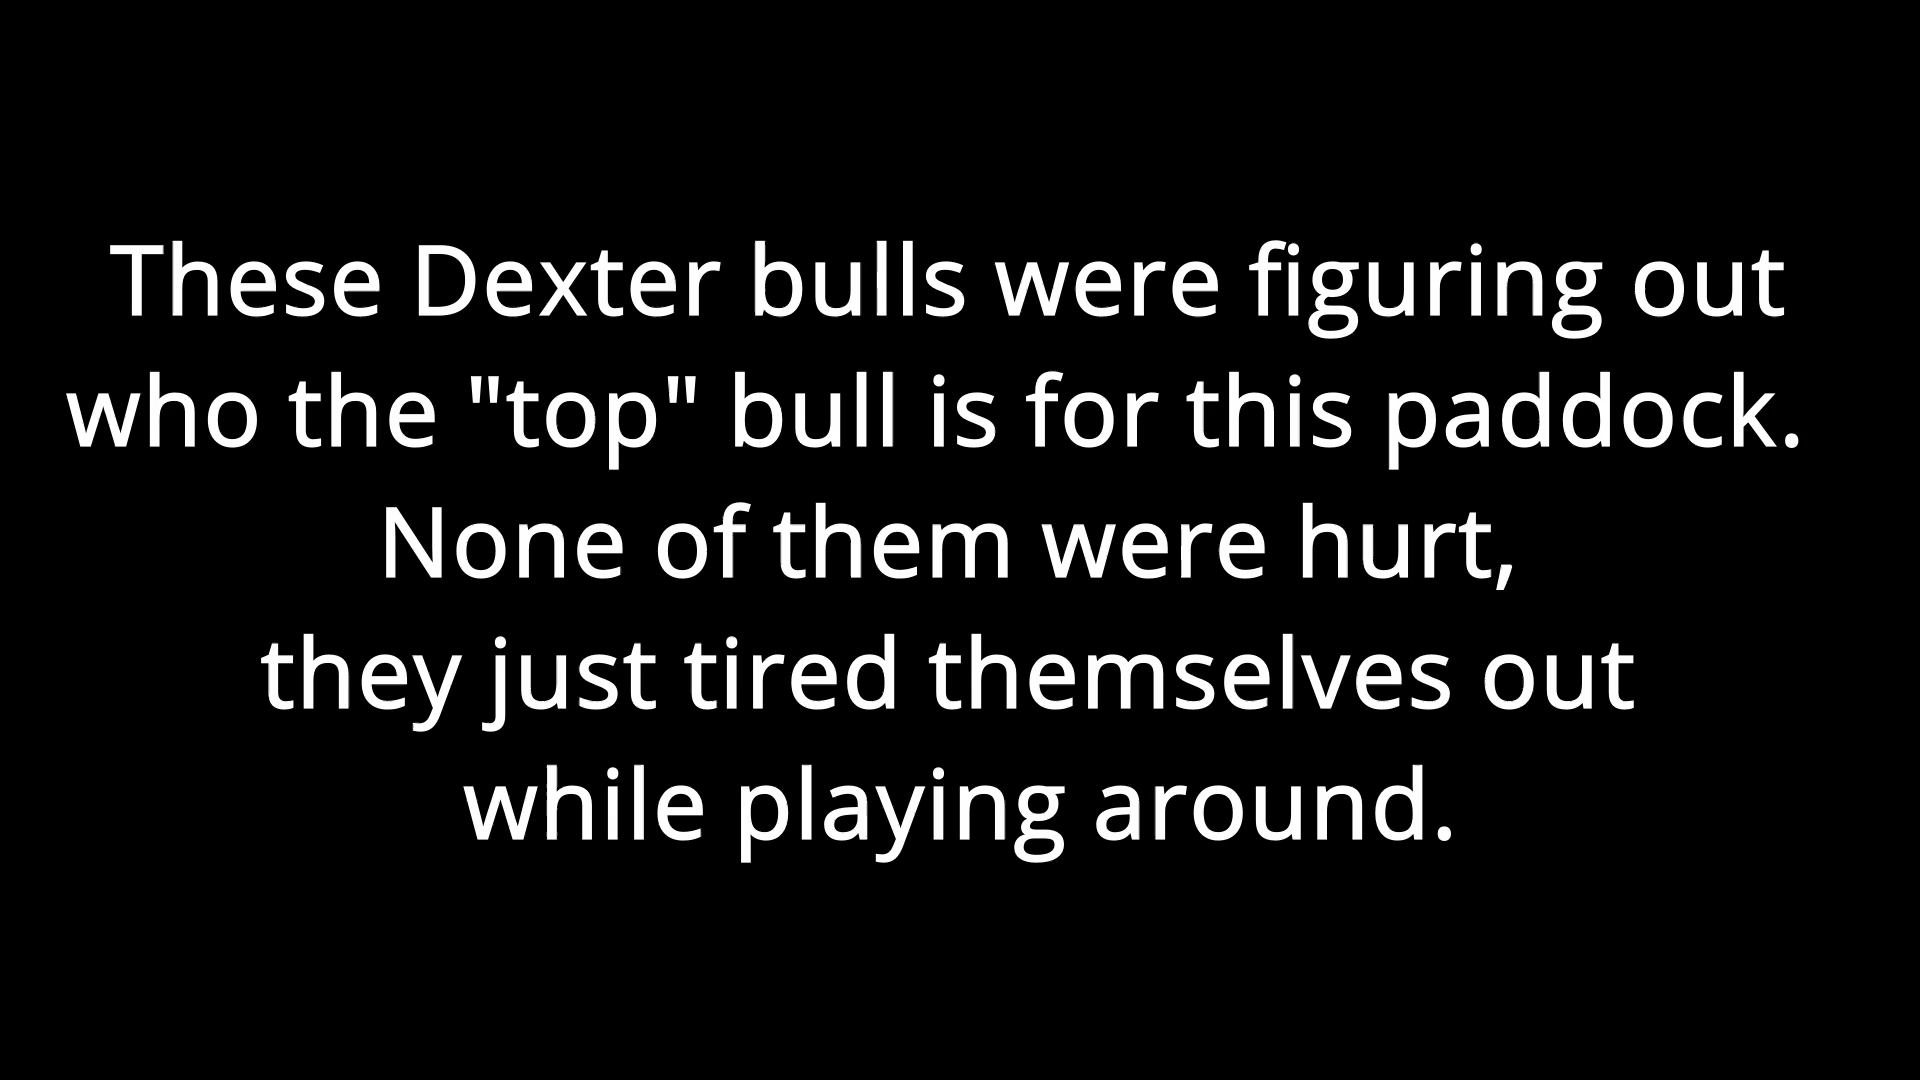 These Dexter bulls were figuring out
who the "top" bull is for this paddock.
None of them were hurt,
they just tired themselves out
while playing around.